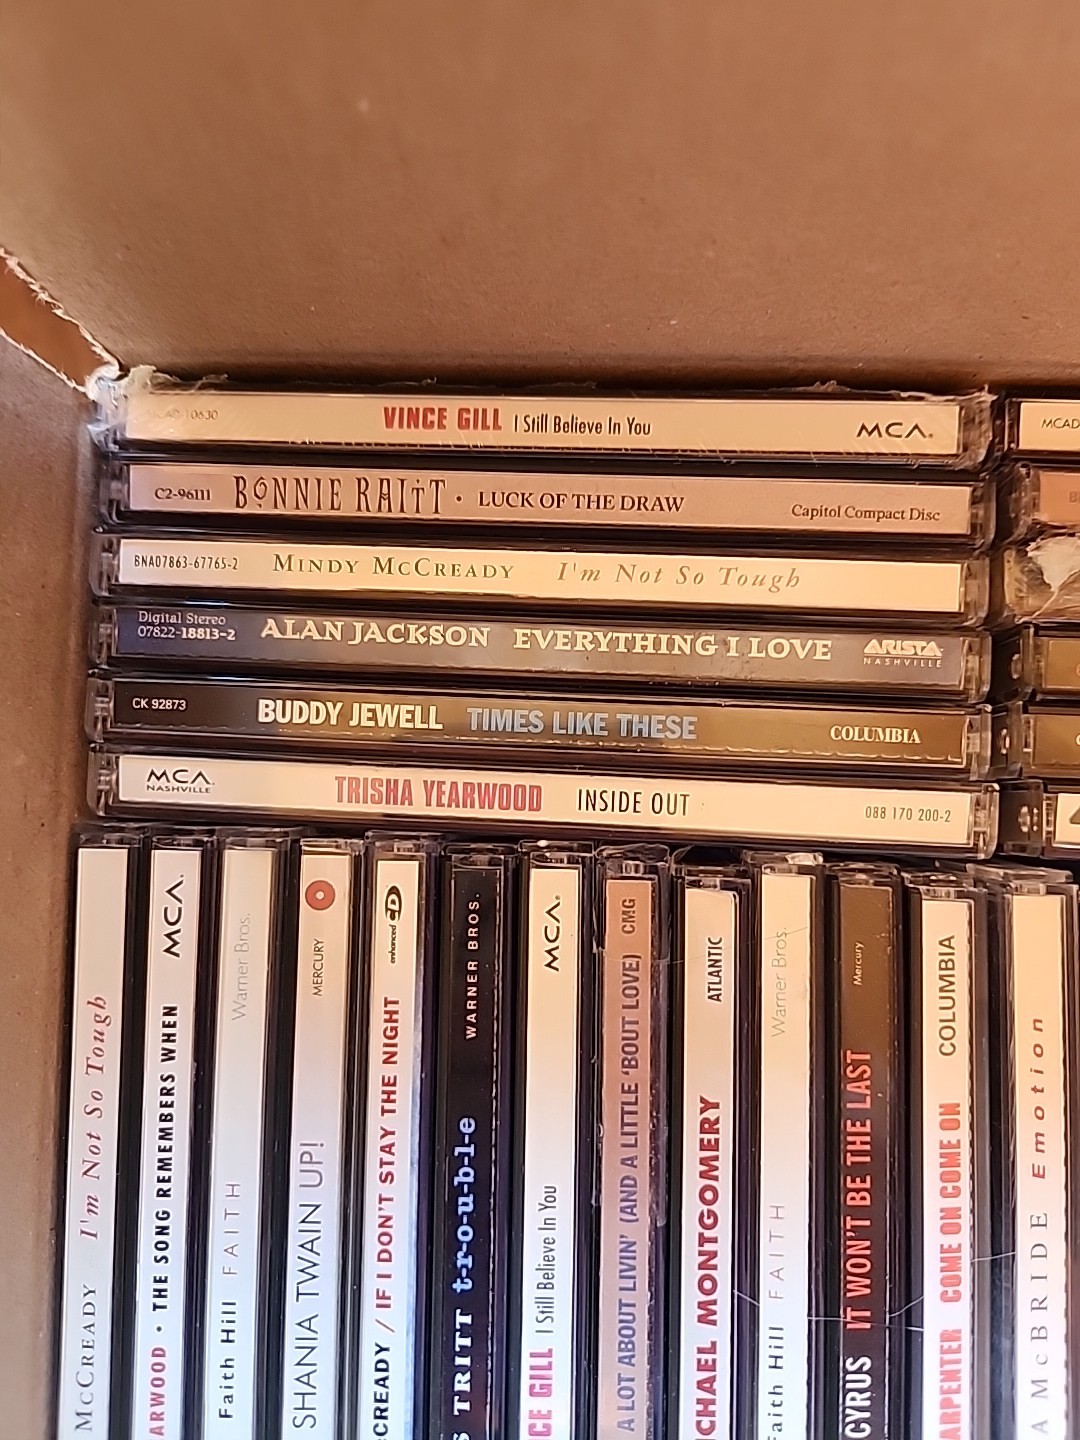 VINCE GILL I Still Believe In You MCA
MCAD
C2-96111 BONNIE RAITT · LUCK OF THE DRAW Capitol Compact Disc
BNA07863-67765-2 MINDY MCCREADY I'm Not So Tough
Digital Stereo
07822-18813-2 ALAN JACKSON EVERYTHING I LOVE ARISTA
NASHVILLE
CK 92873 BUDDY JEWELL TIMES LIKE THESE COLUMBIA
MCA
NASHVILLE TRISHA YEARWOOD INSIDE OUT 088 170 200-2
MCCREADY I'm Not So Tough
ARWOOD · THE SONG REMEMBERS WHEN MCA
Faith Hill FAITH Warner Bros.
SHANIA TWAIN UP! MERCURY
CREADY / IF I DON'T STAY THE NIGHT enhanced CD
S TRITT t-r-o-u-b-l-e WARNER BROS.
CE GILL I Still Believe In You MCA
A LOT ABOUT LIVIN' (AND A LITTLE 'BOUT LOVE) CMG
CHAEL MONTGOMERY ATLANTIC
Faith Hill FAITH Warner Bros.
CYRUS IT WON'T BE THE LAST Mercury
ARPENTER COME ON COME ON COLUMBIA
A MCBRIDE Emotion